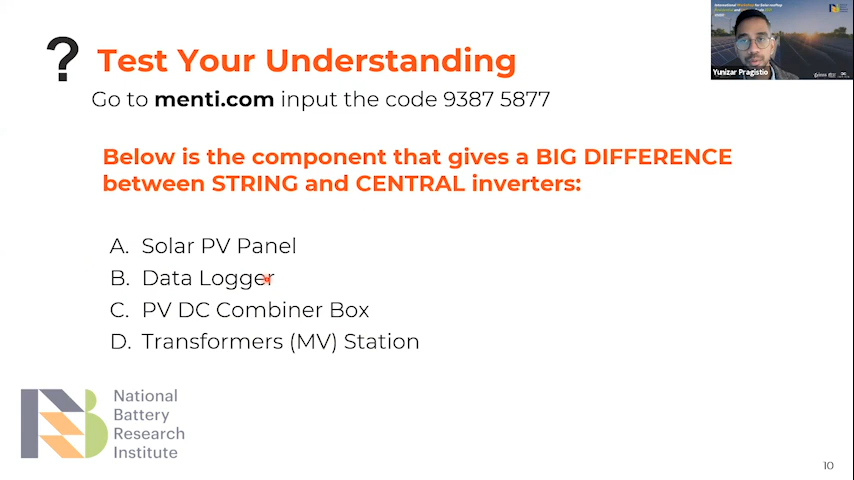 ? Test Your Understanding
Go to menti.com input the code 9387 5877
Below is the component that gives a BIG DIFFERENCE
between STRING and CENTRAL inverters:
A. Solar PV Panel
B. Data Logger
C. PV DC Combiner Box
D. Transformers (MV) Station
National
Battery
Research
Institute
10
Yunizar Pragistio